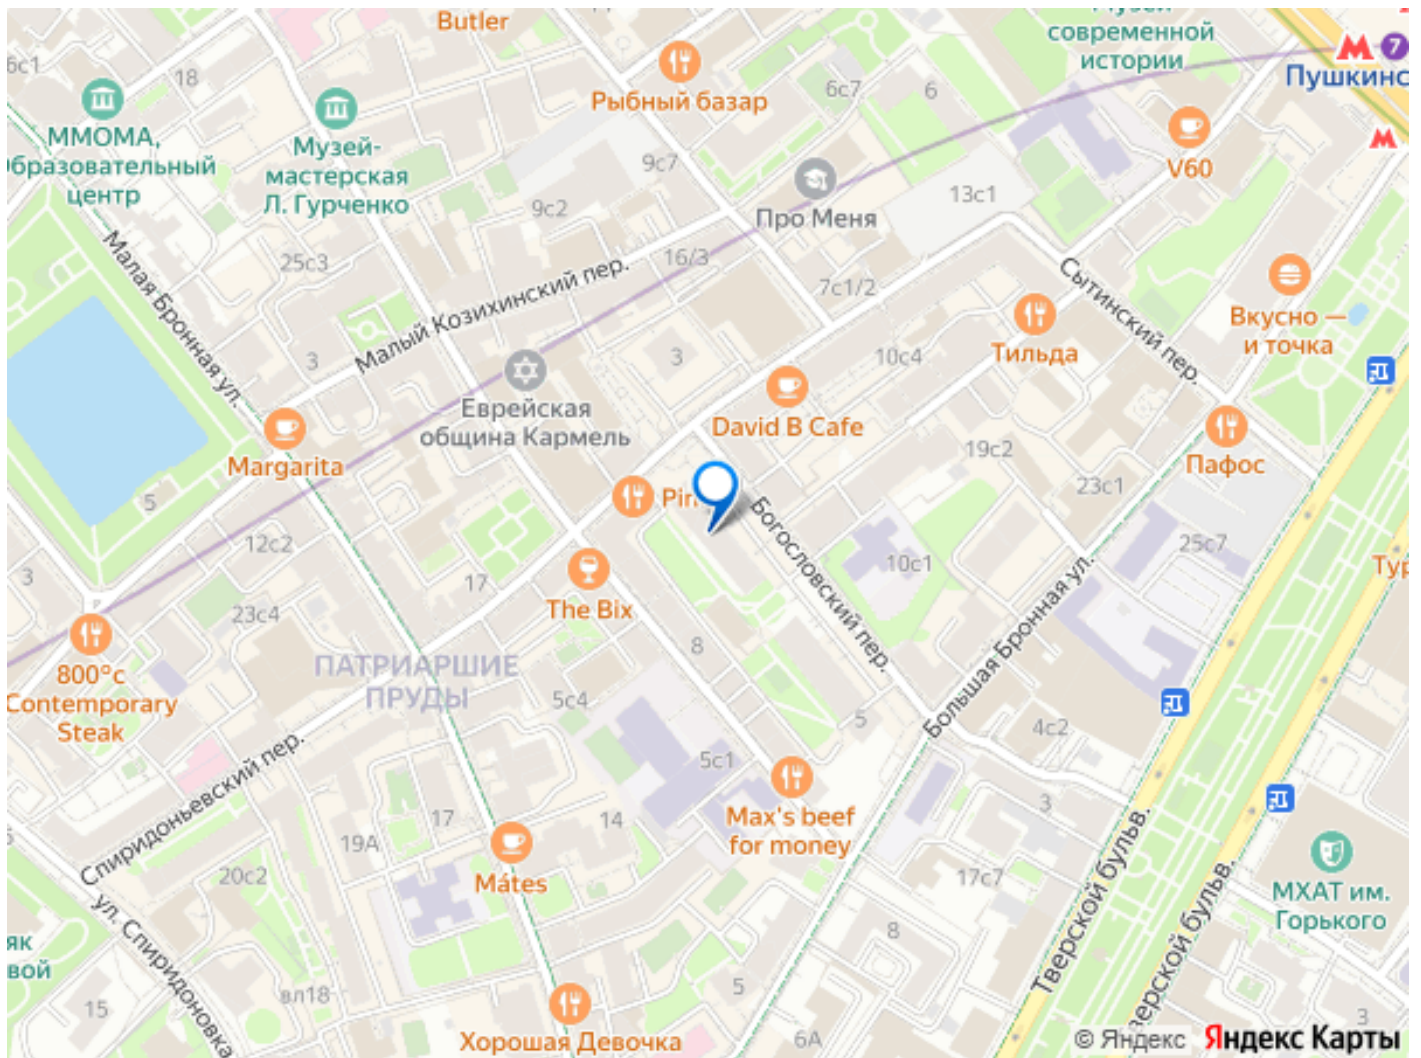 Butler
современной
истории
7
Пушкинс
6с1
18
ММОМА,
Образовательный
центр
Музей-
мастерская
Л. Гурченко
Рыбный базар
6с7
6
V60
9с7
9с2
Про Меня
13с1
25с3
16/3
7с1/2
Малая Бронная ул.
Малый Козихинский пер.
Сытинский пер.
Вкусно —
и точка
3
3
10с4
Тильда
Еврейская
община Кармель
David B Cafe
Margarita
19с2
Пафос
23с1
5
Pin
Богословский пер.
12с2
10с1
25с7
Тур
3
17
The Bix
23с4
Большая Бронная ул.
800°с
Contemporary
Steak
ПАТРИАРШИЕ
ПРУДЫ
8
5с4
5
4с2
Спиридоньевский пер.
5с1
Max's beef
for money
3
17
14
19А
Mátes
20с2
17с7
МХАТ им.
Горького
ул. Спиридоновка
Тверской бульв.
верской бульв.
як
вой
8
вл18
15
5
Хорошая Девочка
6А
3
© Яндекс Яндекс Карты